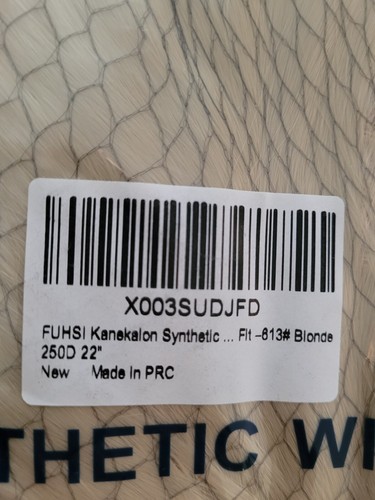 X003SUDJFD
FUHSI Kanekalon Synthetic ... Fit –613# Blonde
250D 22"
New Made in PRC
THETIC WI